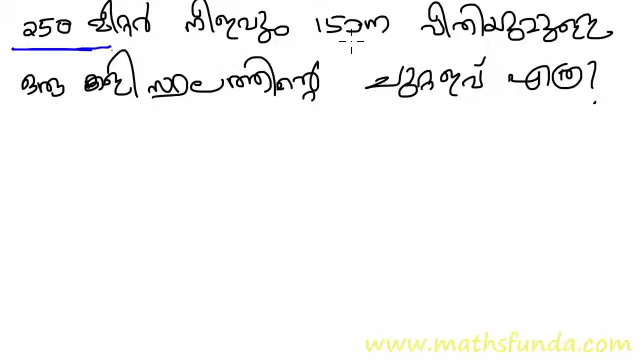 250 മീറ്റർ നീളവും 150m വീതിയുമുള്ള
ഒരു കളി സ്ഥലത്തിന്റെ ചുറ്റളവ് എത്ര?
www.mathsfunda.com